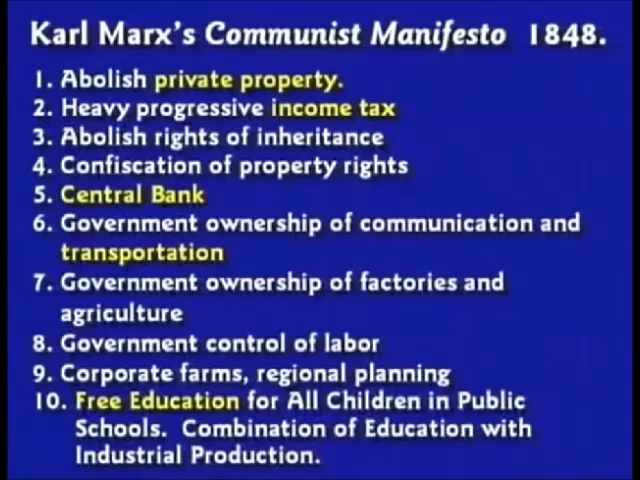 Karl Marx's Communist Manifesto 1848.
1. Abolish private property.
2. Heavy progressive income tax
3. Abolish rights of inheritance
4. Confiscation of property rights
5. Central Bank
6. Government ownership of communication and
transportation
7. Government ownership of factories and
agriculture
8. Government control of labor
9. Corporate farms, regional planning
10. Free Education for All Children in Public
Schools. Combination of Education with
Industrial Production.